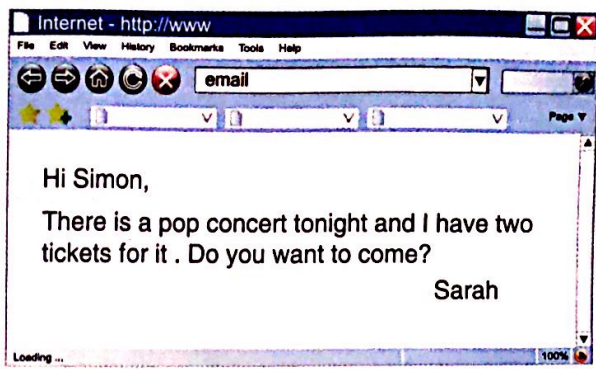 Internet - http://www
File Edit View History Bookmarks Tools Help
email
Page
Hi Simon,
There is a pop concert tonight and I have two
tickets for it . Do you want to come?
Sarah
Loading ... 100%